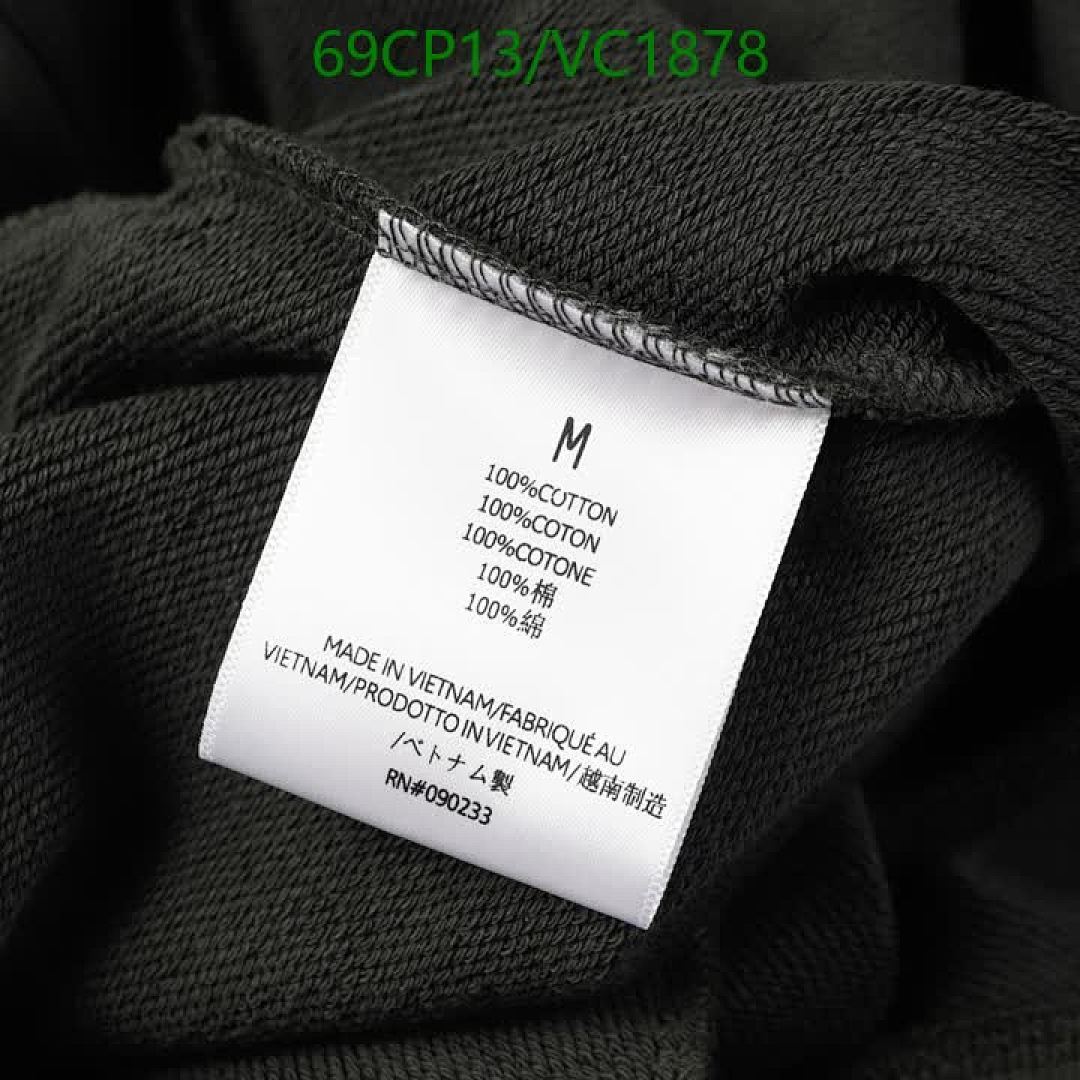 69CP13/VC1878
M
100%COTTON
100%COTON
100%COTONE
100%棉
100%綿
MADE IN VIETNAM/FABRIQUÉ AU
VIETNAM/PRODOTTO IN VIETNAM/越南制造
/ベトナム製
RN#090233